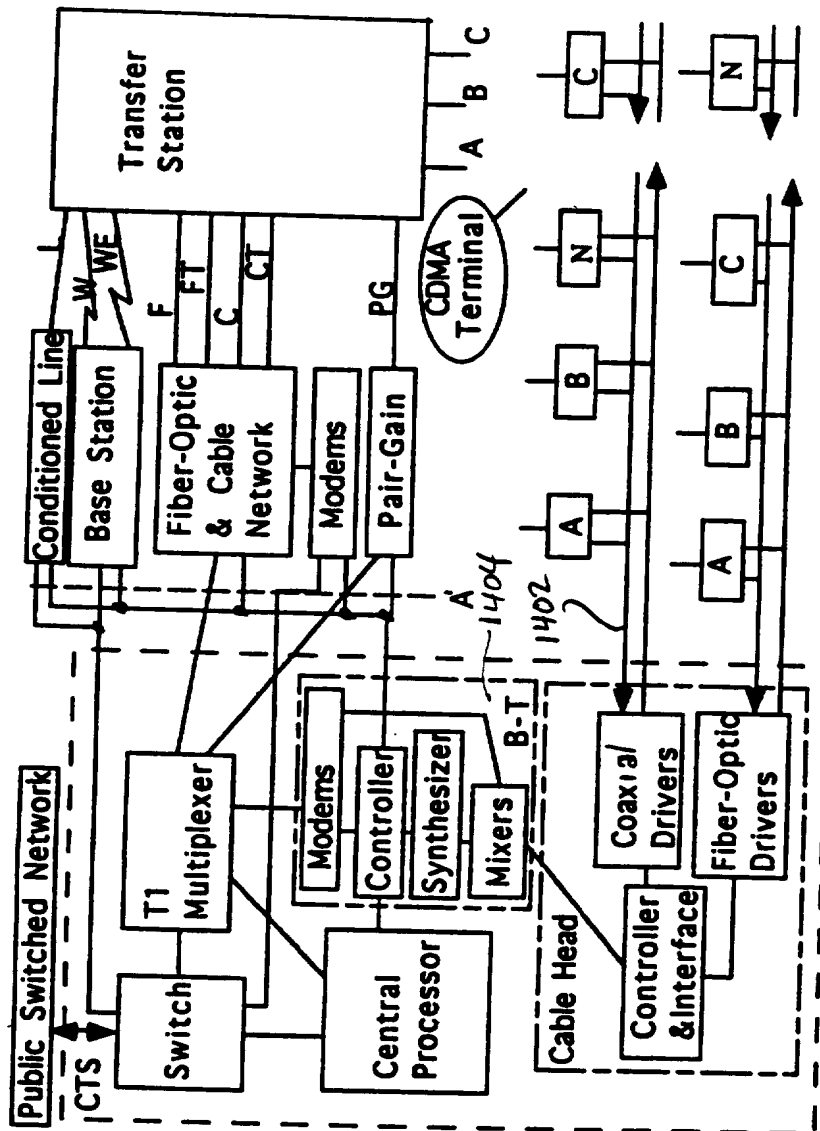 Public Switched Network
CTS
Switch
T1
Multiplexer
Central
Processor
Modems
Controller
Synthesizer
Mixers
B-T
1404
A'
Conditioned Line
Base Station
Fiber-Optic
& Cable
Network
Modems
Pair-Gain
W
WE
F
FT
C
CT
PG
Transfer
Station
A
B
C
CDMA
Terminal
Cable Head
Controller
&Interface
Coaxial
Drivers
Fiber-Optic
Drivers
1402
A
B
N
C
A
B
C
N